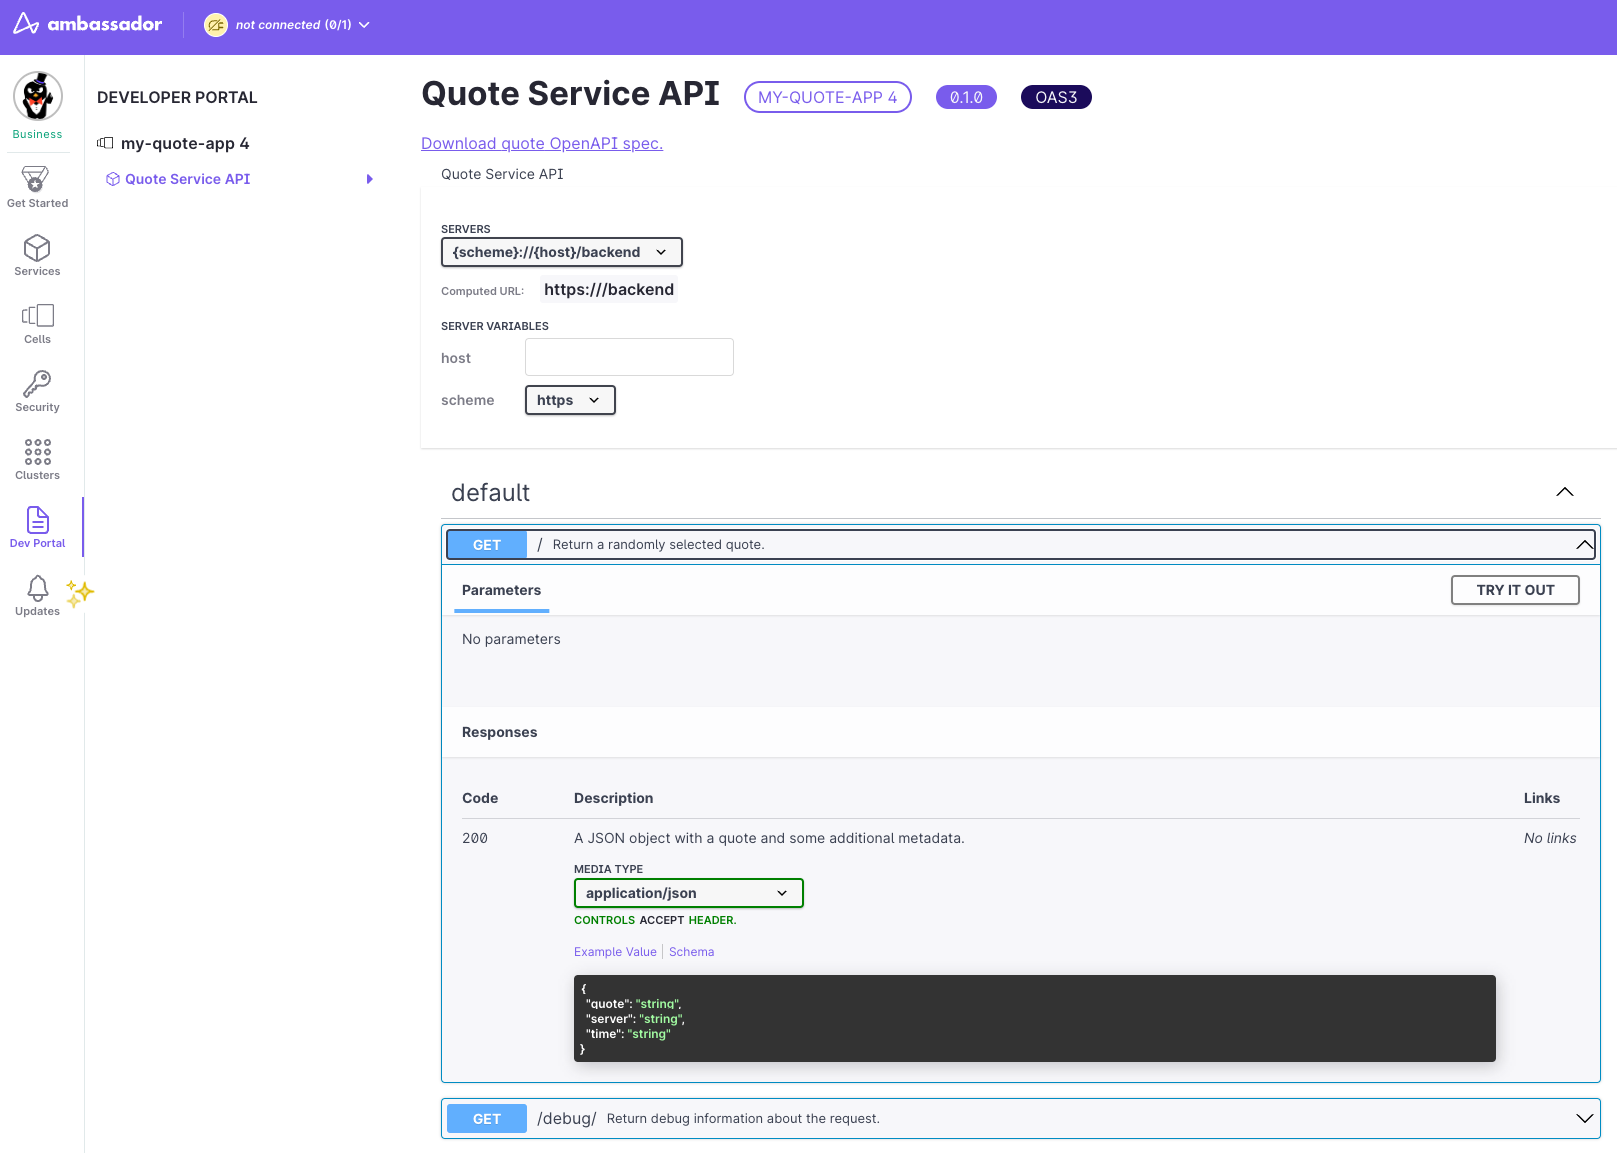 ambassador
not connected (0/1)
Business
Get Started
Services
Cells
Security
Clusters
Dev Portal
Updates
DEVELOPER PORTAL
my-quote-app 4
Quote Service API
Quote Service API MY-QUOTE-APP 4 0.1.0 OAS3
Download quote OpenAPI spec.
Quote Service API
SERVERS
{scheme}://{host}/backend
Computed URL: https:///backend
SERVER VARIABLES
host
scheme https
default
GET / Return a randomly selected quote.
Parameters TRY IT OUT
No parameters
Responses
Code Description Links
200 A JSON object with a quote and some additional metadata. No links
MEDIA TYPE
application/json
CONTROLS ACCEPT HEADER.
Example Value Schema
{
"quote": "string",
"server": "string",
"time": "string"
}
GET /debug/ Return debug information about the request.